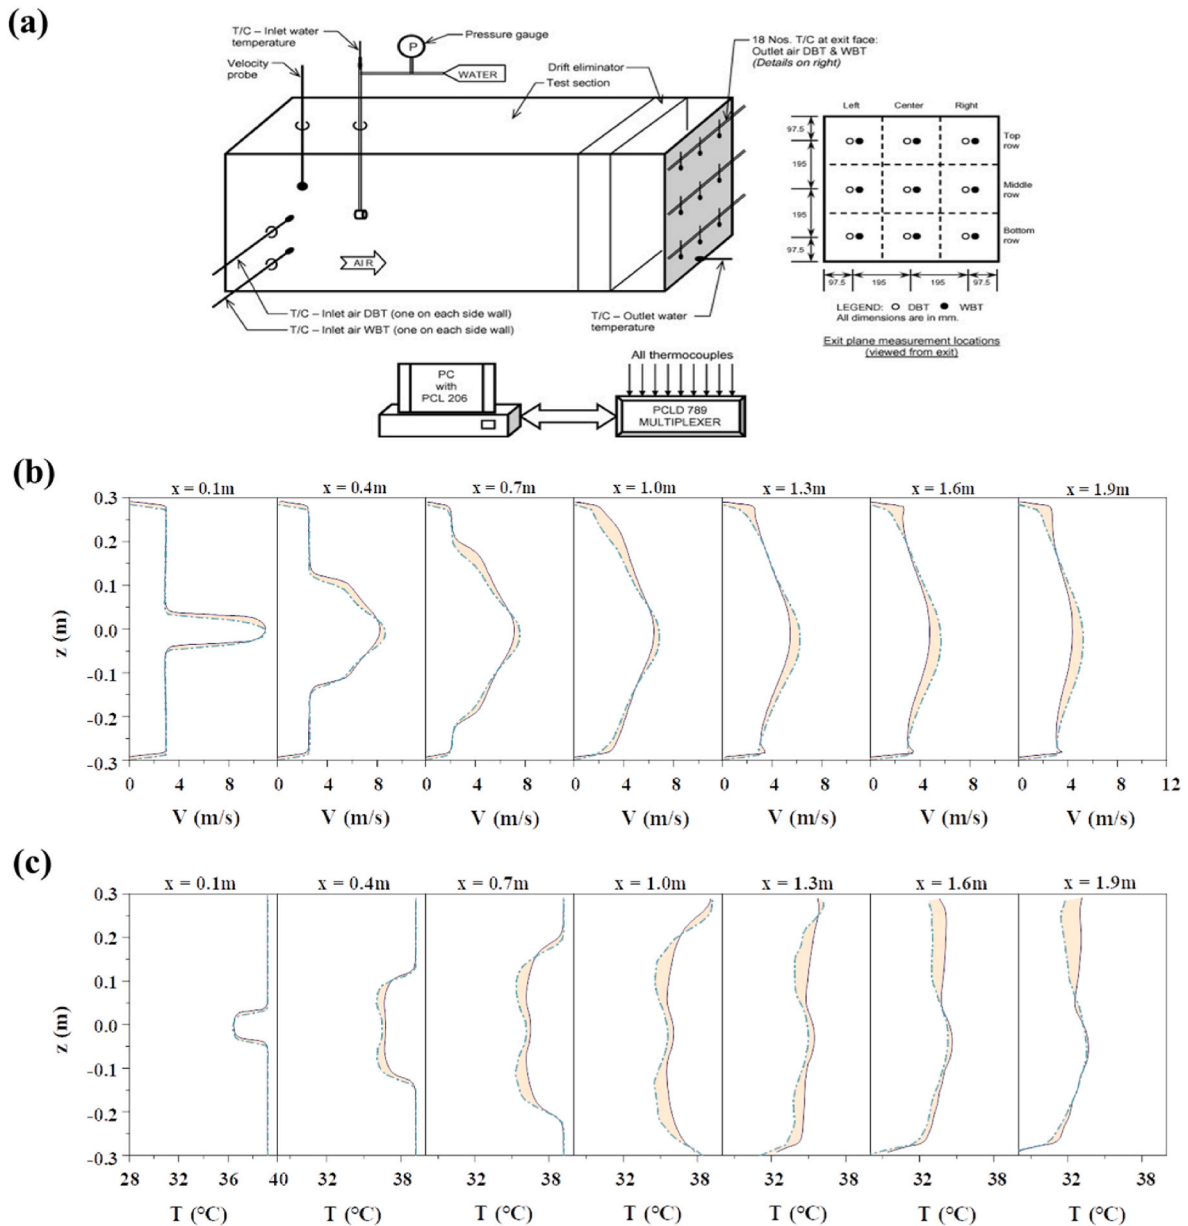 (a)
T/C – Inlet water
temperature
Velocity
probe
P
Pressure gauge
WATER
Drift eliminator
Test section
18 Nos. T/C at exit face:
Outlet air DBT & WBT
(Details on right)
Left Center Right
97.5
195
195
97.5
Top
row
Middle
row
Bottom
row
97.5 195 195 97.5
LEGEND: DBT WBT
All dimensions are in mm.
Exit plane measurement locations
(viewed from exit)
AIR
T/C – Inlet air DBT (one on each side wall)
T/C – Inlet air WBT (one on each side wall)
T/C – Outlet water
temperature
All thermocouples
PC
with
PCL 206
PCLD 789
MULTIPLEXER
(b)
x = 0.1m x = 0.4m x = 0.7m x = 1.0m x = 1.3m x = 1.6m x = 1.9m
0.3
0.2
0.1
0.0
-0.1
-0.2
-0.3
z (m)
0 4 8 0 4 8 0 4 8 0 4 8 0 4 8 0 4 8 0 4 8 12
V (m/s) V (m/s) V (m/s) V (m/s) V (m/s) V (m/s) V (m/s)
(c)
x = 0.1m x = 0.4m x = 0.7m x = 1.0m x = 1.3m x = 1.6m x = 1.9m
0.3
0.2
0.1
0.0
-0.1
-0.2
-0.3
z (m)
28 32 36 40 32 38 32 38 32 38 32 38 32 38 32 38
T (°C) T (°C) T (°C) T (°C) T (°C) T (°C) T (°C)